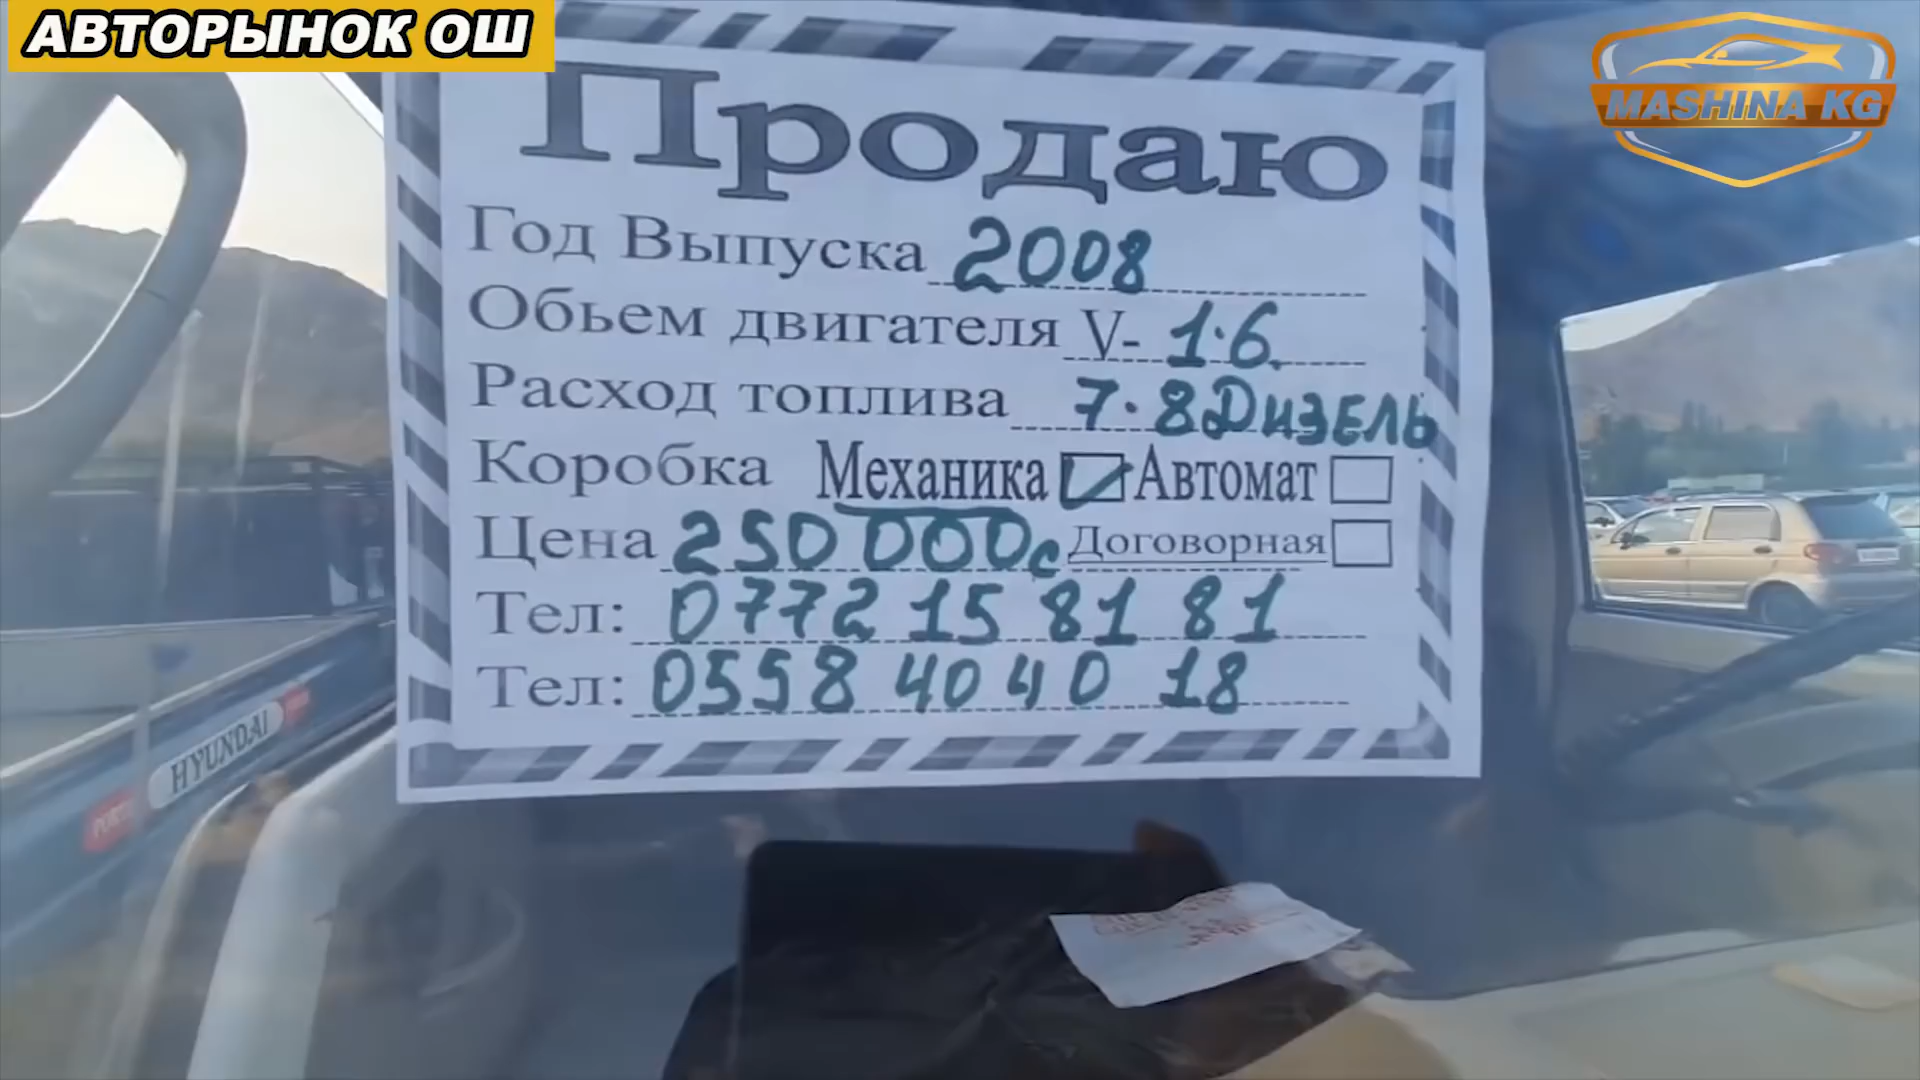 АВТОРЫНОК ОШ
MASHINA KG
Продаю
Год Выпуска 2008
Обьем двигателя V- 1.6.
Расход топлива 7.8 ДИЗЕЛЬ
Коробка Механика Автомат
Цена 250 000с Договорная
Тел: 0772 15 81 81
Тел: 0558 40 40 18
HYUNDAI